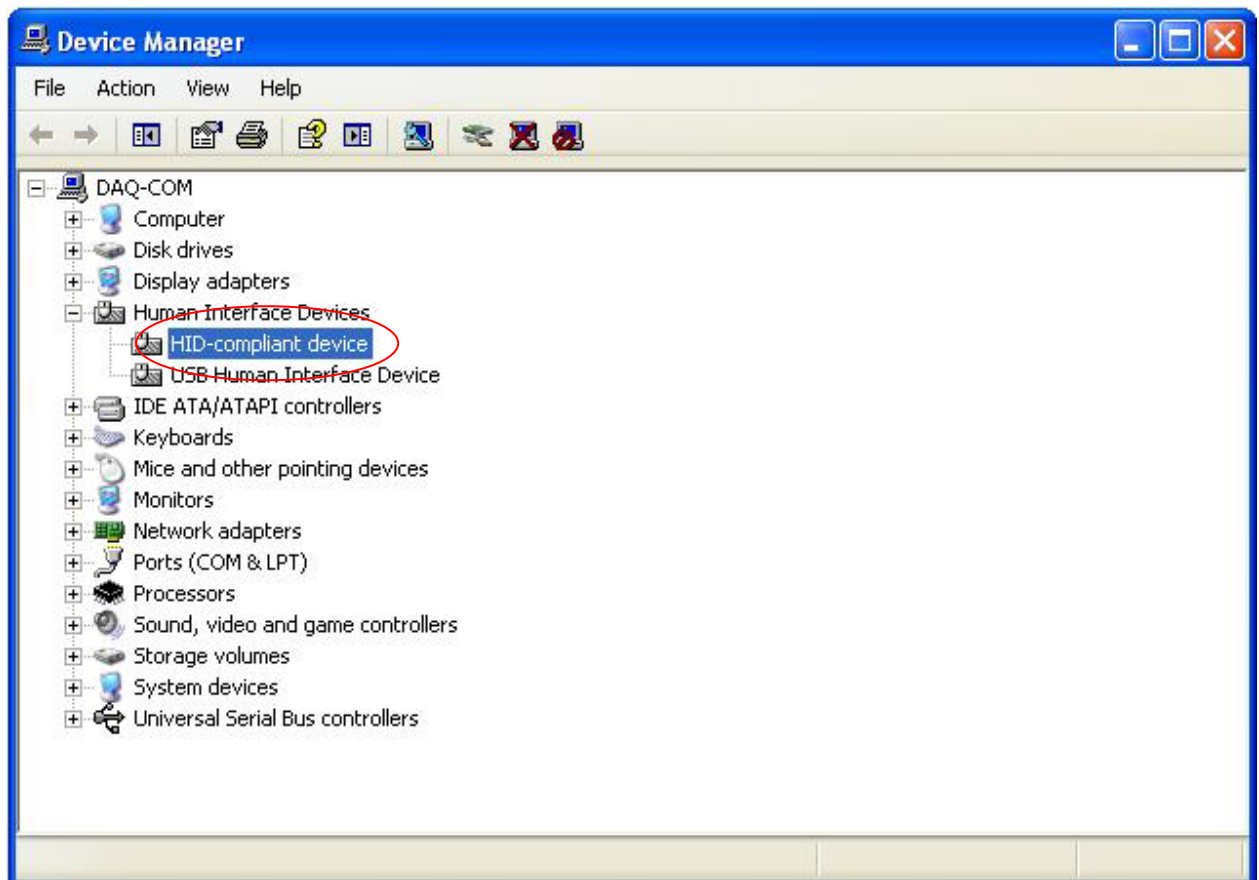 Device Manager
File Action View Help
DAQ-COM
Computer
Disk drives
Display adapters
Human Interface Devices
HID-compliant device
USB Human Interface Device
IDE ATA/ATAPI controllers
Keyboards
Mice and other pointing devices
Monitors
Network adapters
Ports (COM & LPT)
Processors
Sound, video and game controllers
Storage volumes
System devices
Universal Serial Bus controllers